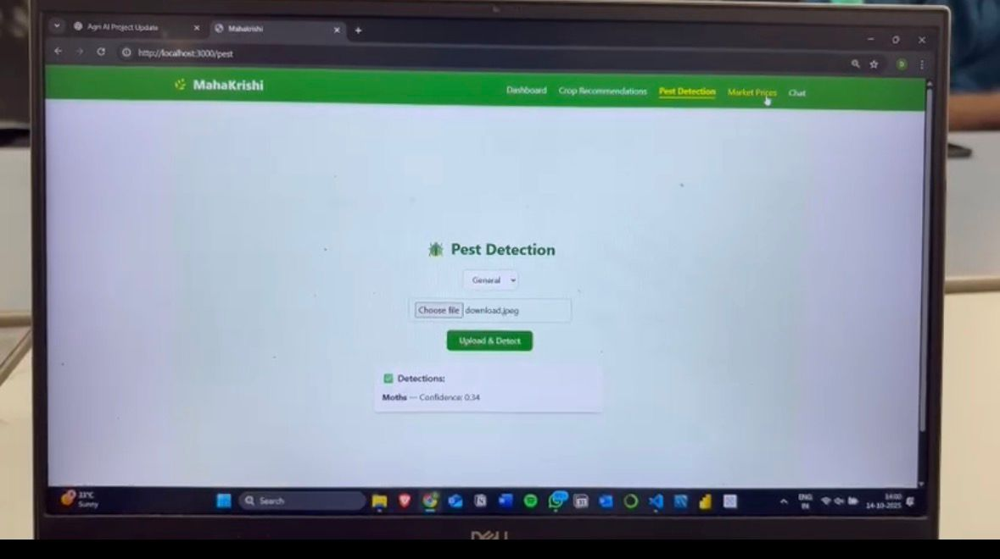 Agri AI Project Update
Mahakrishi
http://localhost:3000/pest
MahaKrishi
Dashboard Crop Recommendations Pest Detection Market Prices Chat
Pest Detection
General
Choose file download.jpeg
Upload & Detect
Detections:
Moths — Confidence: 0.34
33°C
Sunny
Search
ENG
IN
14:00
14-10-2025
DELL